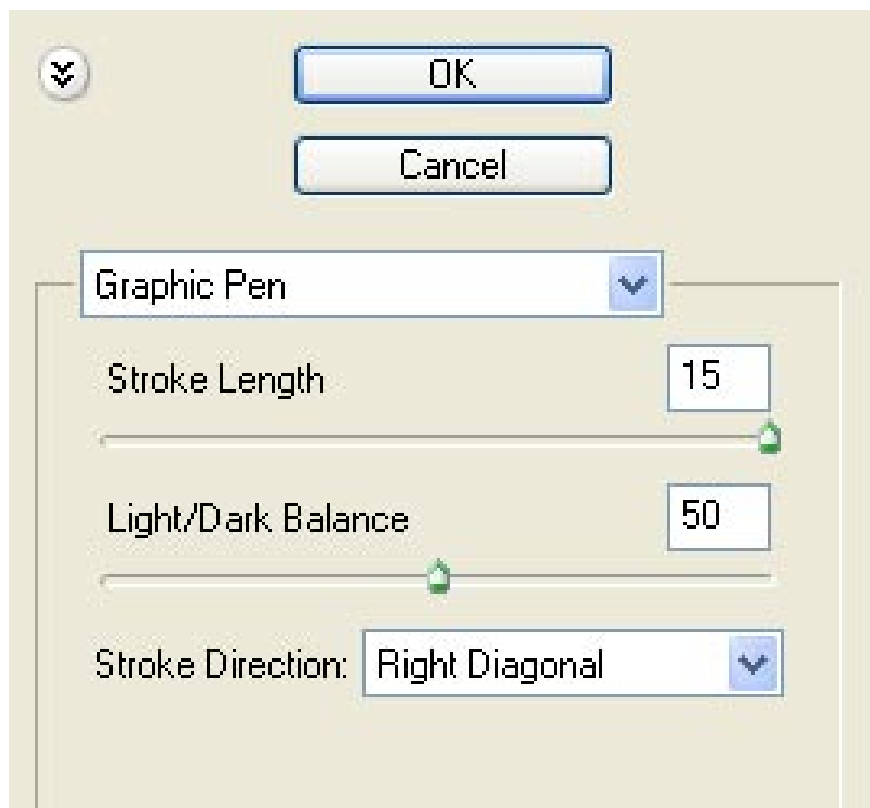 OK
Cancel
Graphic Pen
Stroke Length 15
Light/Dark Balance 50
Stroke Direction: Right Diagonal